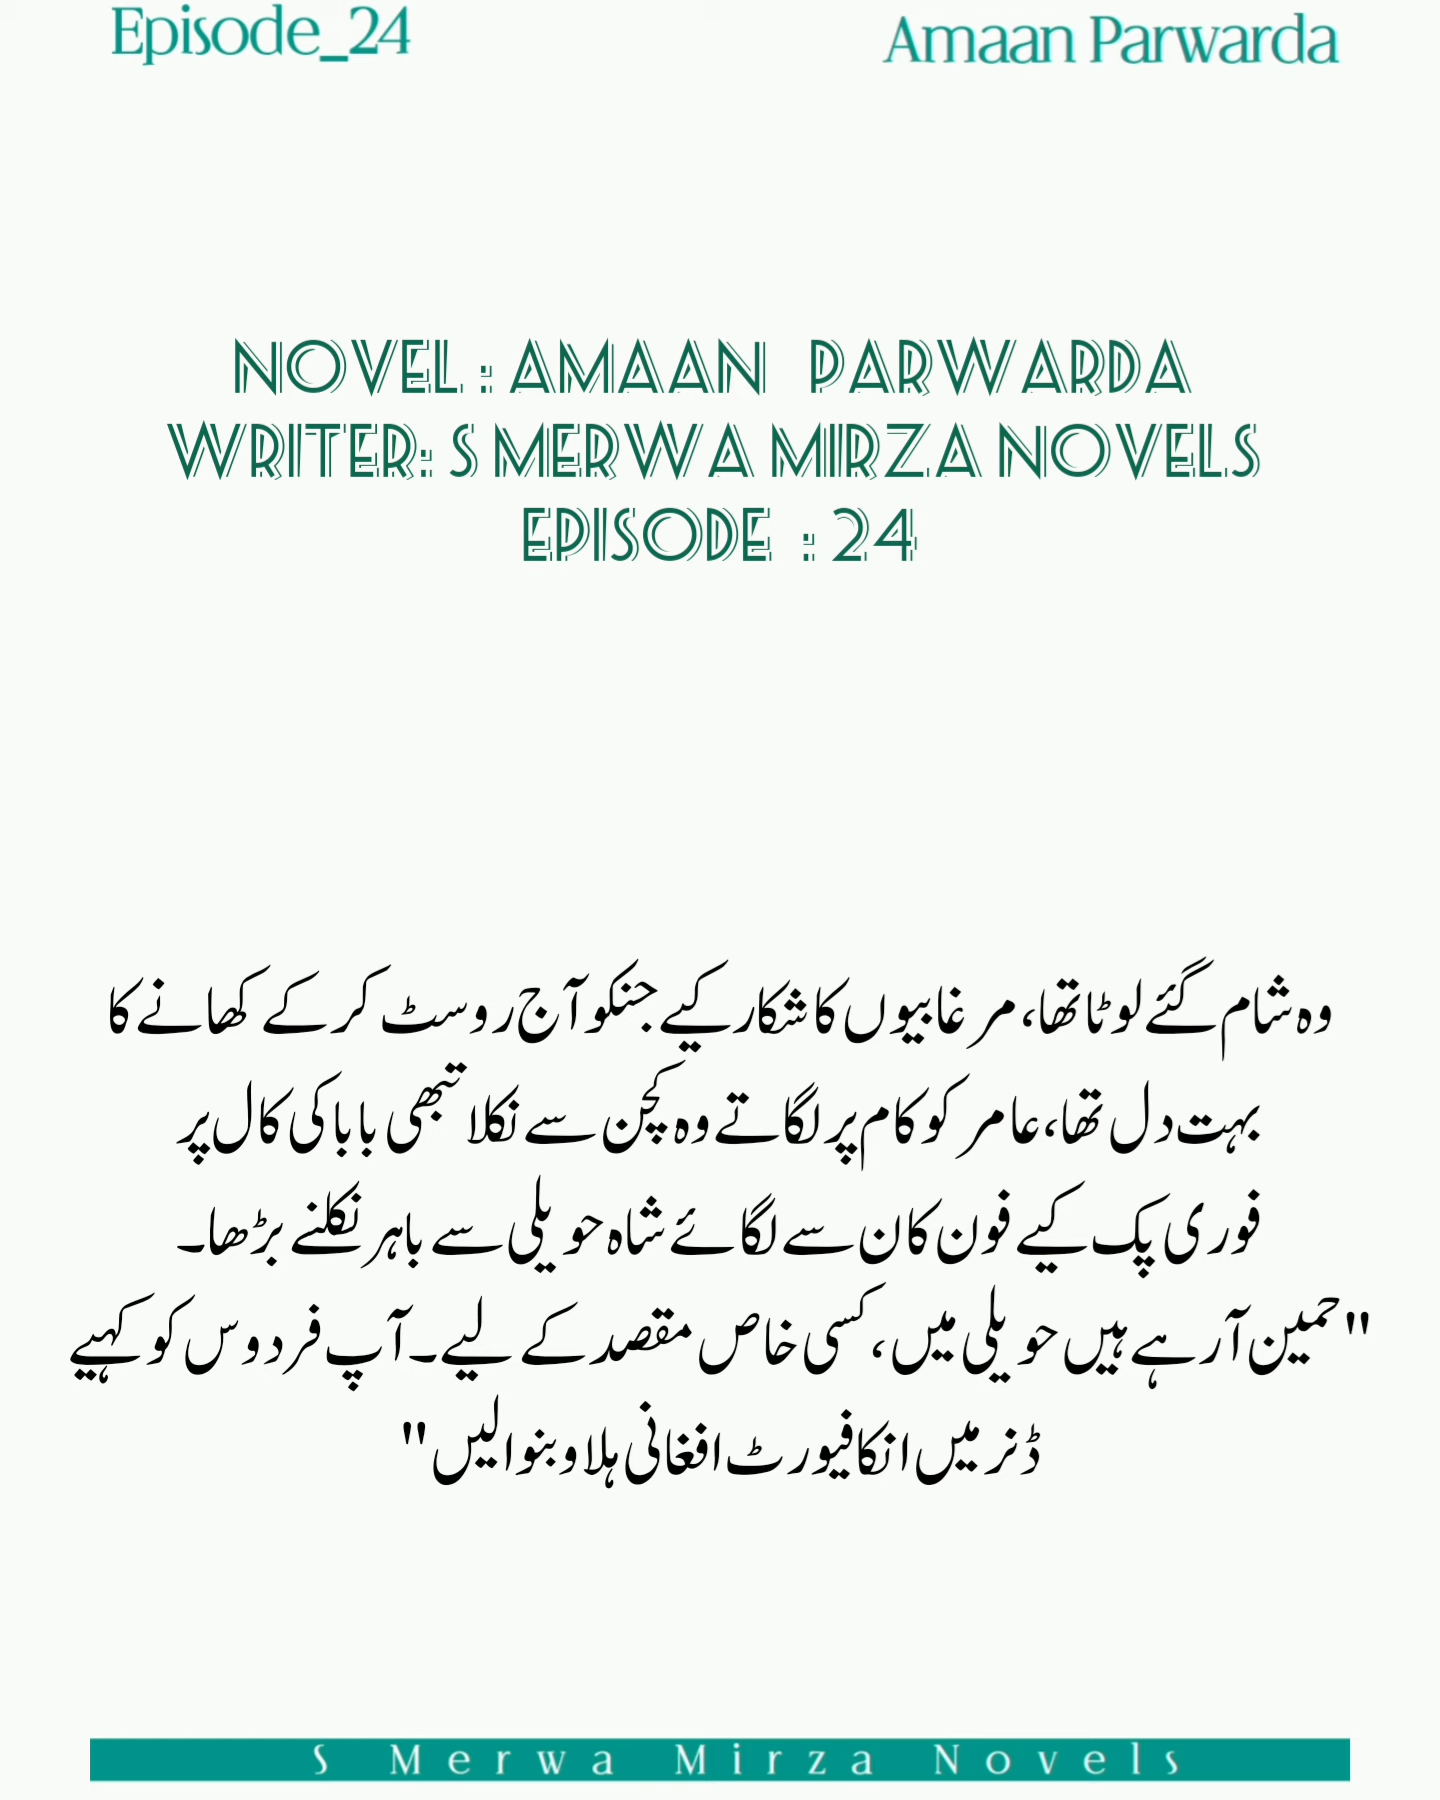 Episode_24
Amaan Parwarda
NOVEL : AMAAN PARWARDA
WRITER: S MERWA MIRZA NOVELS
EPISODE : 24
وہ شام گئے لوٹا تھا، مرغابیوں کا شکار کیے جنکو آج روسٹ کر کے کھانے کا
بہت دل تھا،عامر کو کام پر لگاتے وہ کچن سے نکلا تبھی بابا کی کال پر
فوری پک کیے فون کان سے لگائے شاہ حویلی سے باہر نکلنے بڑھا۔
"حمین آرہے ہیں حویلی میں، کسی خاص مقصد کے لیے۔ آپ فردوس کو کہیے
ڈنر میں انکا فیورٹ افغانی ہلاو بنوا لیں"
S Merwa Mirza Novels